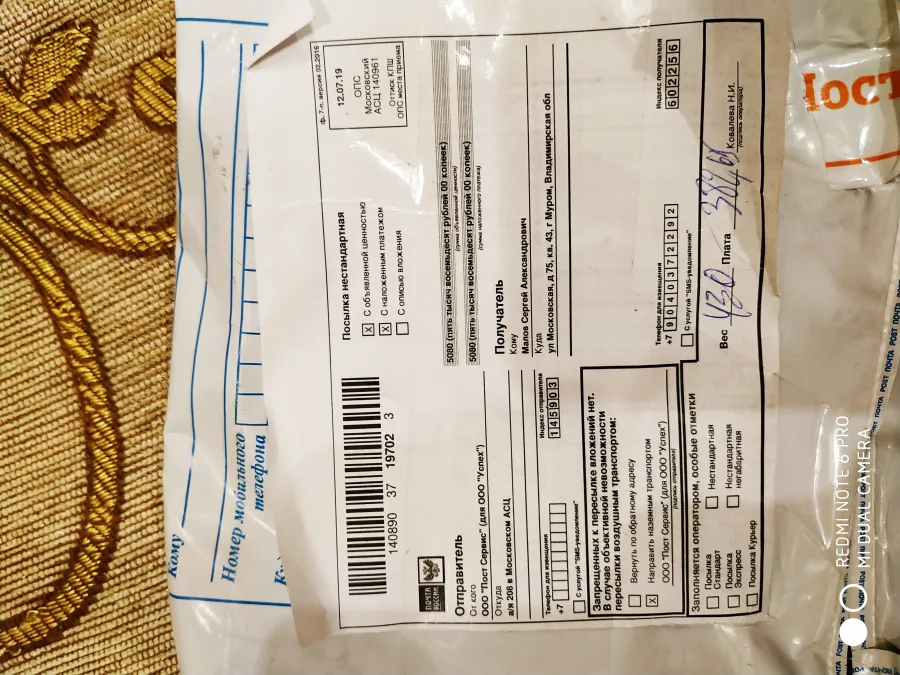 Кому
Номер мобильного
телефона
ф. 7-п, версия 02.2016
12.07.19
ОПС
Московский
АСЦ 140961
Оттиск КПШ
ОПС места приема
140890 37 19702 3
Посылка нестандартная
X С объявленной ценностью
X С наложенным платежом
С описью вложения
5080 (пять тысяч восемьдесят рублей 00 копеек)
(сумма объявленной ценности)
5080 (пять тысяч восемьдесят рублей 00 копеек)
(сумма наложенного платежа)
ПОЧТА
РОССИИ
Отправитель
От кого
ООО "Пост Сервис" (для ООО "Успех")
Откуда
а/я 208 в Московском АСЦ
Индекс отправителя
145903
Телефон для извещения
+7
С услугой "SMS-уведомление"
Получатель
Кому
Малов Сергей Александрович
Куда
ул Московская, д 75, кв. 43, г Муром, Владимирская обл
Индекс получателя
602256
Телефон для извещения
+7 9040372292
С услугой "SMS-уведомление"
Запрещенных к пересылке вложений нет.
В случае объективной невозможности
пересылки воздушным транспортом:
Вернуть по обратному адресу
X Направить наземным транспортом
ООО "Пост Сервис" (для ООО "Успех")
(подпись отправителя)
Заполняется оператором, особые отметки
Посылка Стандарт
Нестандартная
Посылка Экспресс
Нестандартная негабаритная
Посылка Курьер
Вес 430 Плата Ковалева Н.И.
(подпись оператора)
ПОЧТА РОСТ ПОЧТА РОСТ ПОЧТА
REDMI NOTE 6 PRO
MI DUAL CAMERA